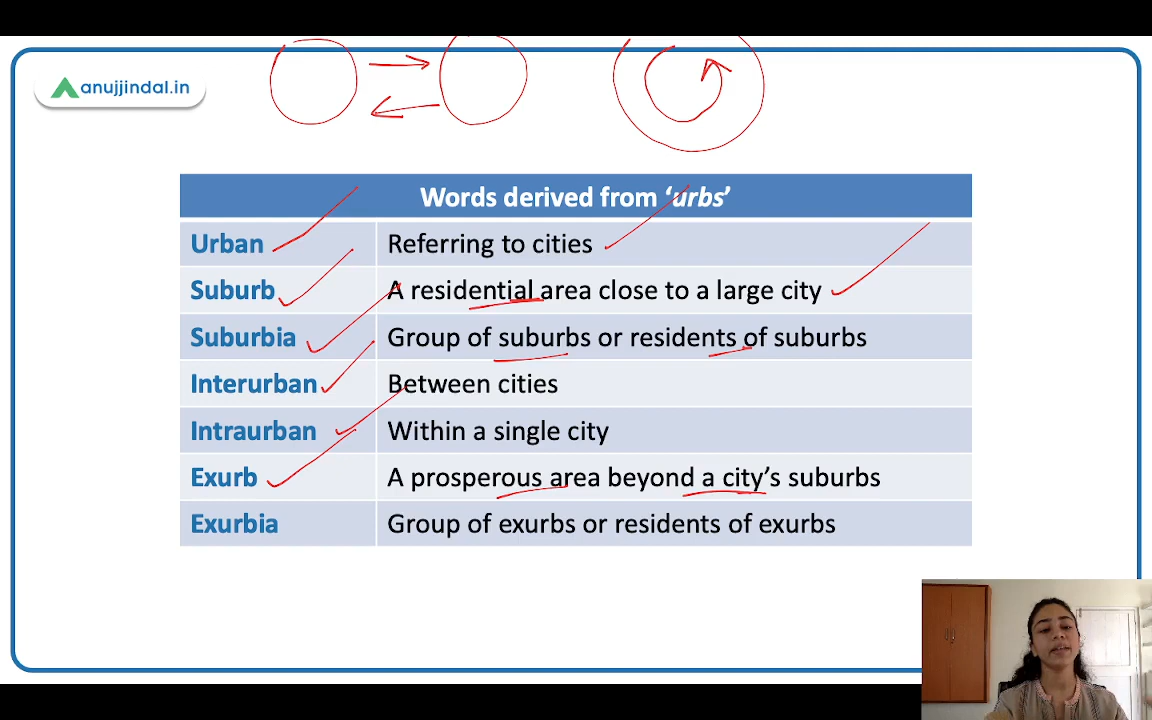 anujjindal.in
Words derived from ‘urbs’
Urban Referring to cities
Suburb A residential area close to a large city
Suburbia Group of suburbs or residents of suburbs
Interurban Between cities
Intraurban Within a single city
Exurb A prosperous area beyond a city’s suburbs
Exurbia Group of exurbs or residents of exurbs